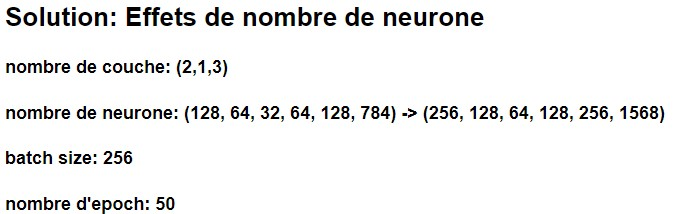 Solution: Effets de nombre de neurone
nombre de couche: (2,1,3)
nombre de neurone: (128, 64, 32, 64, 128, 784) -> (256, 128, 64, 128, 256, 1568)
batch size: 256
nombre d'epoch: 50